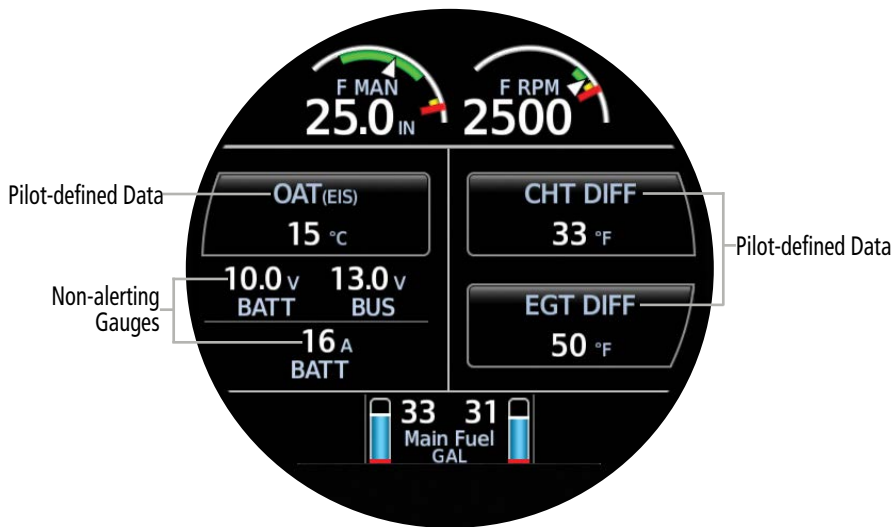 F MAN
25.0 IN
F RPM
2500
Pilot-defined Data
OAT(EIS)
15 °C
CHT DIFF
33 °F
Pilot-defined Data
Non-alerting
Gauges
10.0 V 13.0 V
BATT BUS
16 A
BATT
EGT DIFF
50 °F
33 31
Main Fuel
GAL